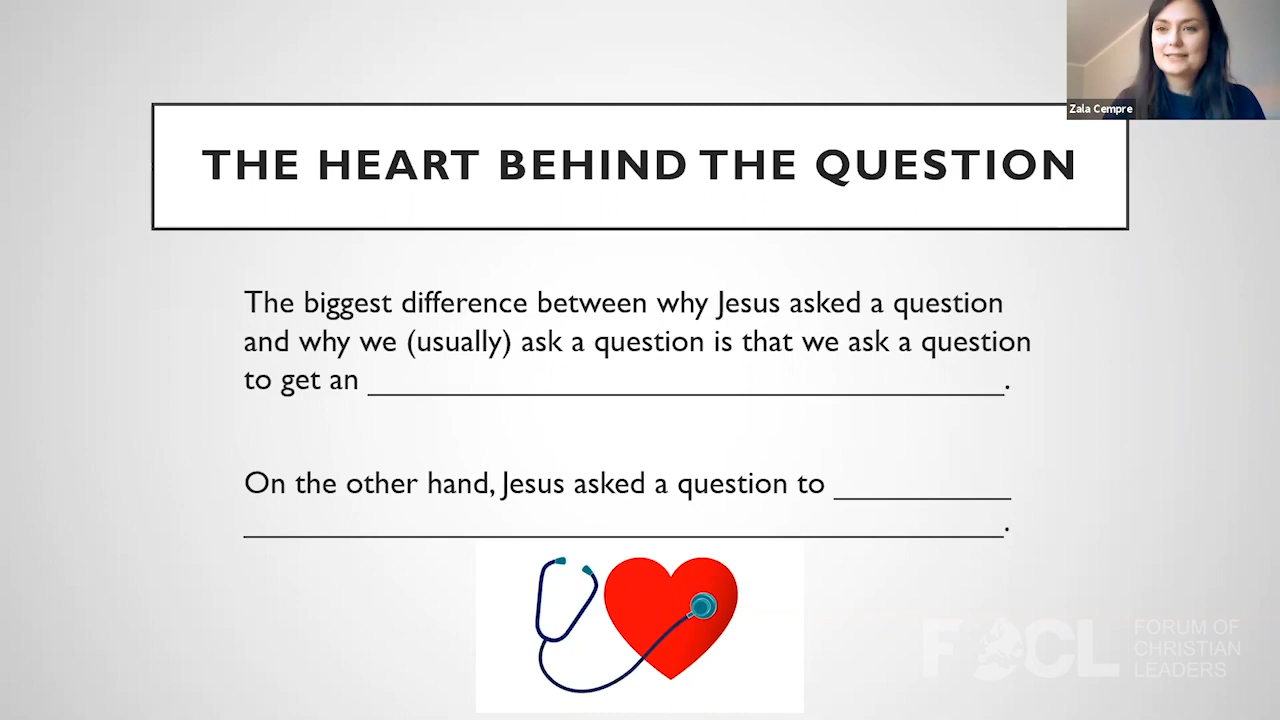 Zala Cempre
THE HEART BEHIND THE QUESTION
The biggest difference between why Jesus asked a question
and why we (usually) ask a question is that we ask a question
to get an ____________________.
On the other hand, Jesus asked a question to __________
____________________.
FOCL
FORUM OF
CHRISTIAN
LEADERS